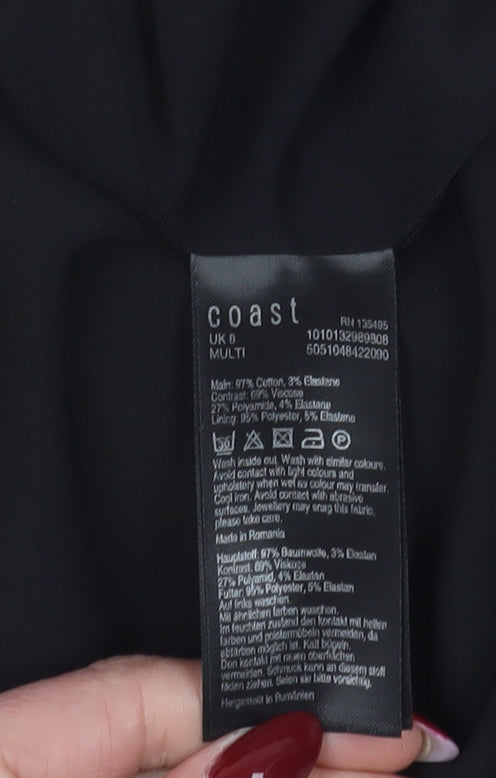 coast
RN 135495
UK 8
1010132989808
MULTI
5051048422090
Main: 97% Cotton, 3% Elastane
Contrast: 69% Viscose
27% Polyamide, 4% Elastane
Lining: 95% Polyester, 5% Elastane
30
P
Wash inside out. Wash with similar colours.
Avoid contact with light colours and
upholstery when wet as colour may transfer.
Cool iron. Avoid contact with abrasive
surfaces. Jewellery may snag this fabric,
please take care.
Made in Romania
Hauptstoff: 97% Baumwolle, 3% Elastan
Kontrast: 69% Viskose
27% Polyamid, 4% Elastan
Futter: 95% Polyester, 5% Elastan
Auf links waschen.
Mit ähnlichen farben waschen.
Im feuchten zustand den kontakt mit hellen
farben und polstermöbeln vermeiden, da
abfärben möglich ist. Kalt bügeln.
Den kontakt mit rauen oberflächen
vermeiden. Schmuck kann an diesem stoff
fäden ziehen. Seien sie bitte vorsichtig.
Hergestellt in Rumänien